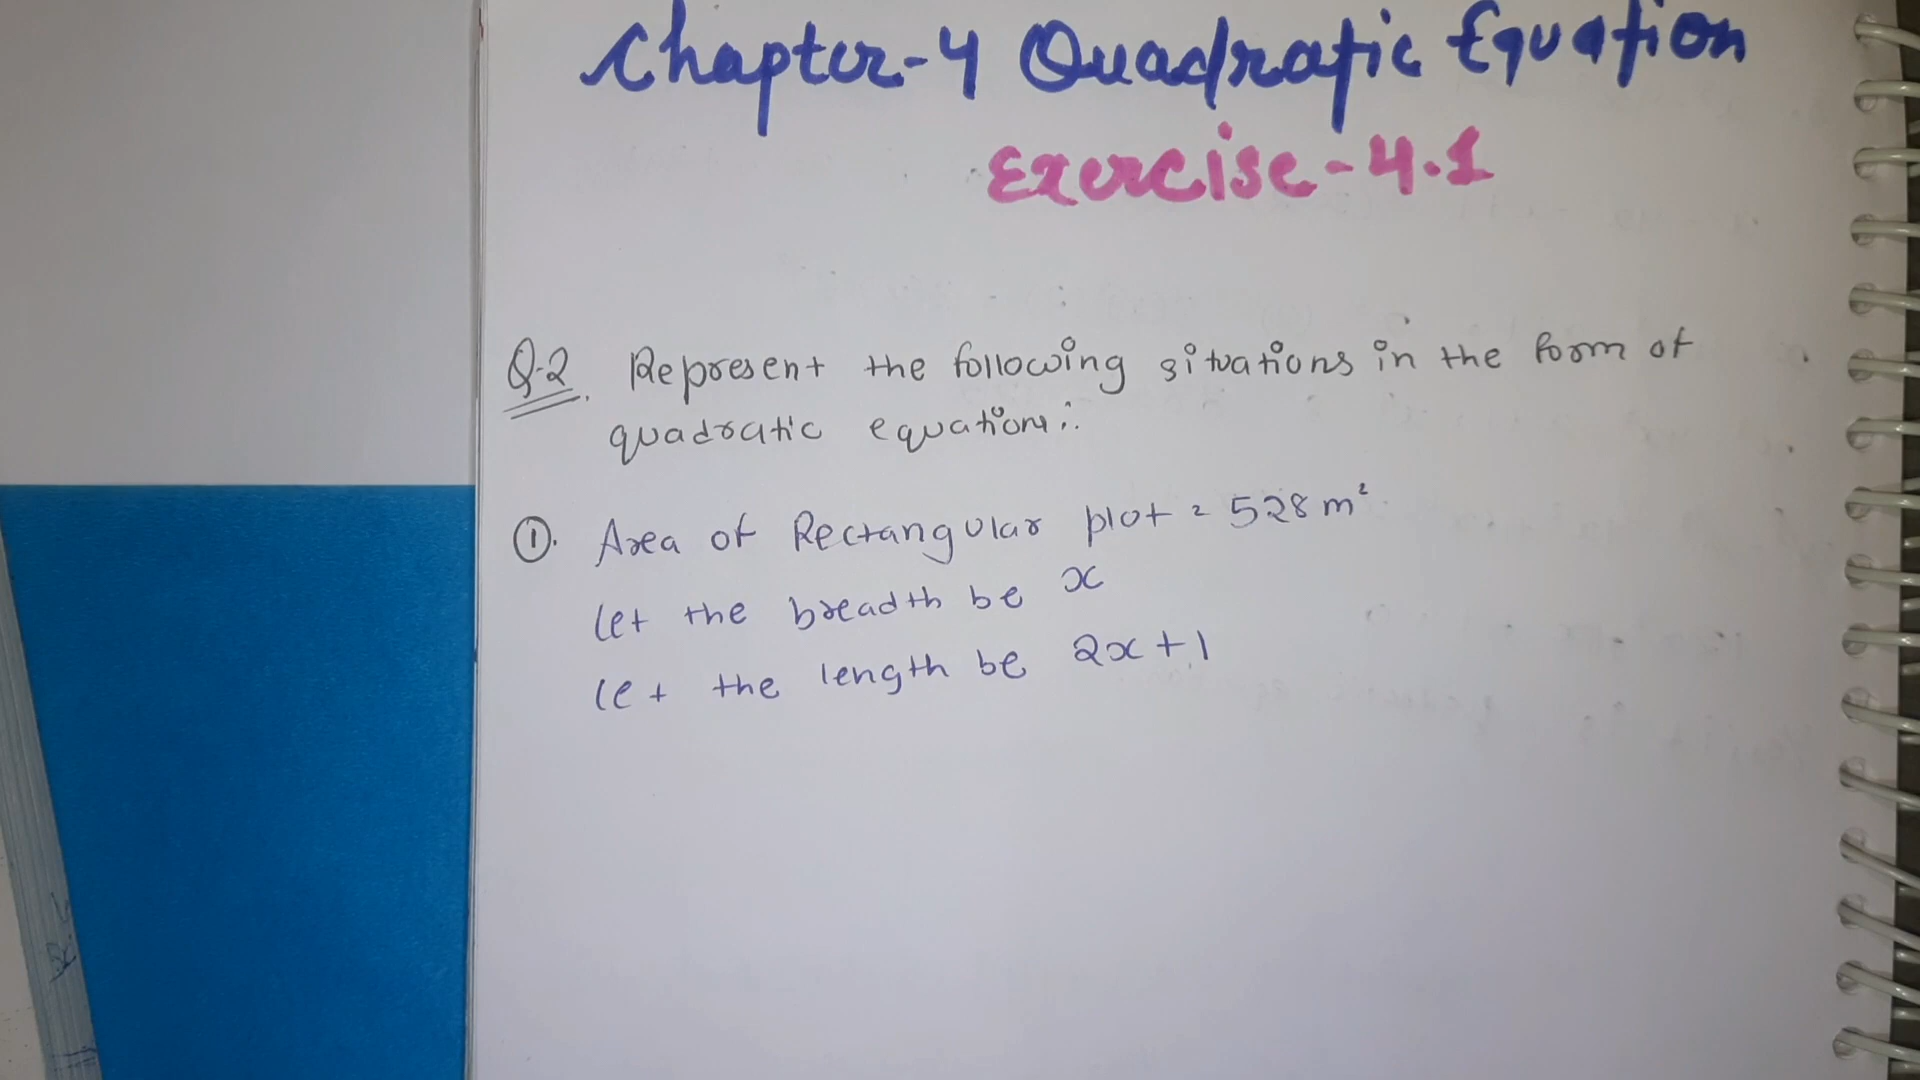 Chapter-4 Quadratic Equation
Exercise-4.1
Q-2. Represent the following situations in the form of
quadratic equations:
①. Area of Rectangular plot = 528 m²
let the breadth be x
let the length be 2x+1